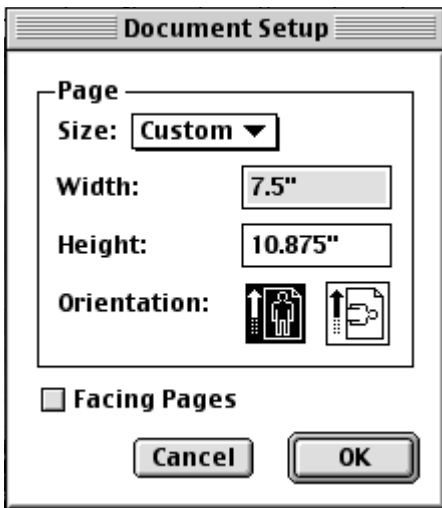 Document Setup
Page
Size: Custom
Width: 7.5"
Height: 10.875"
Orientation:
Facing Pages
Cancel OK